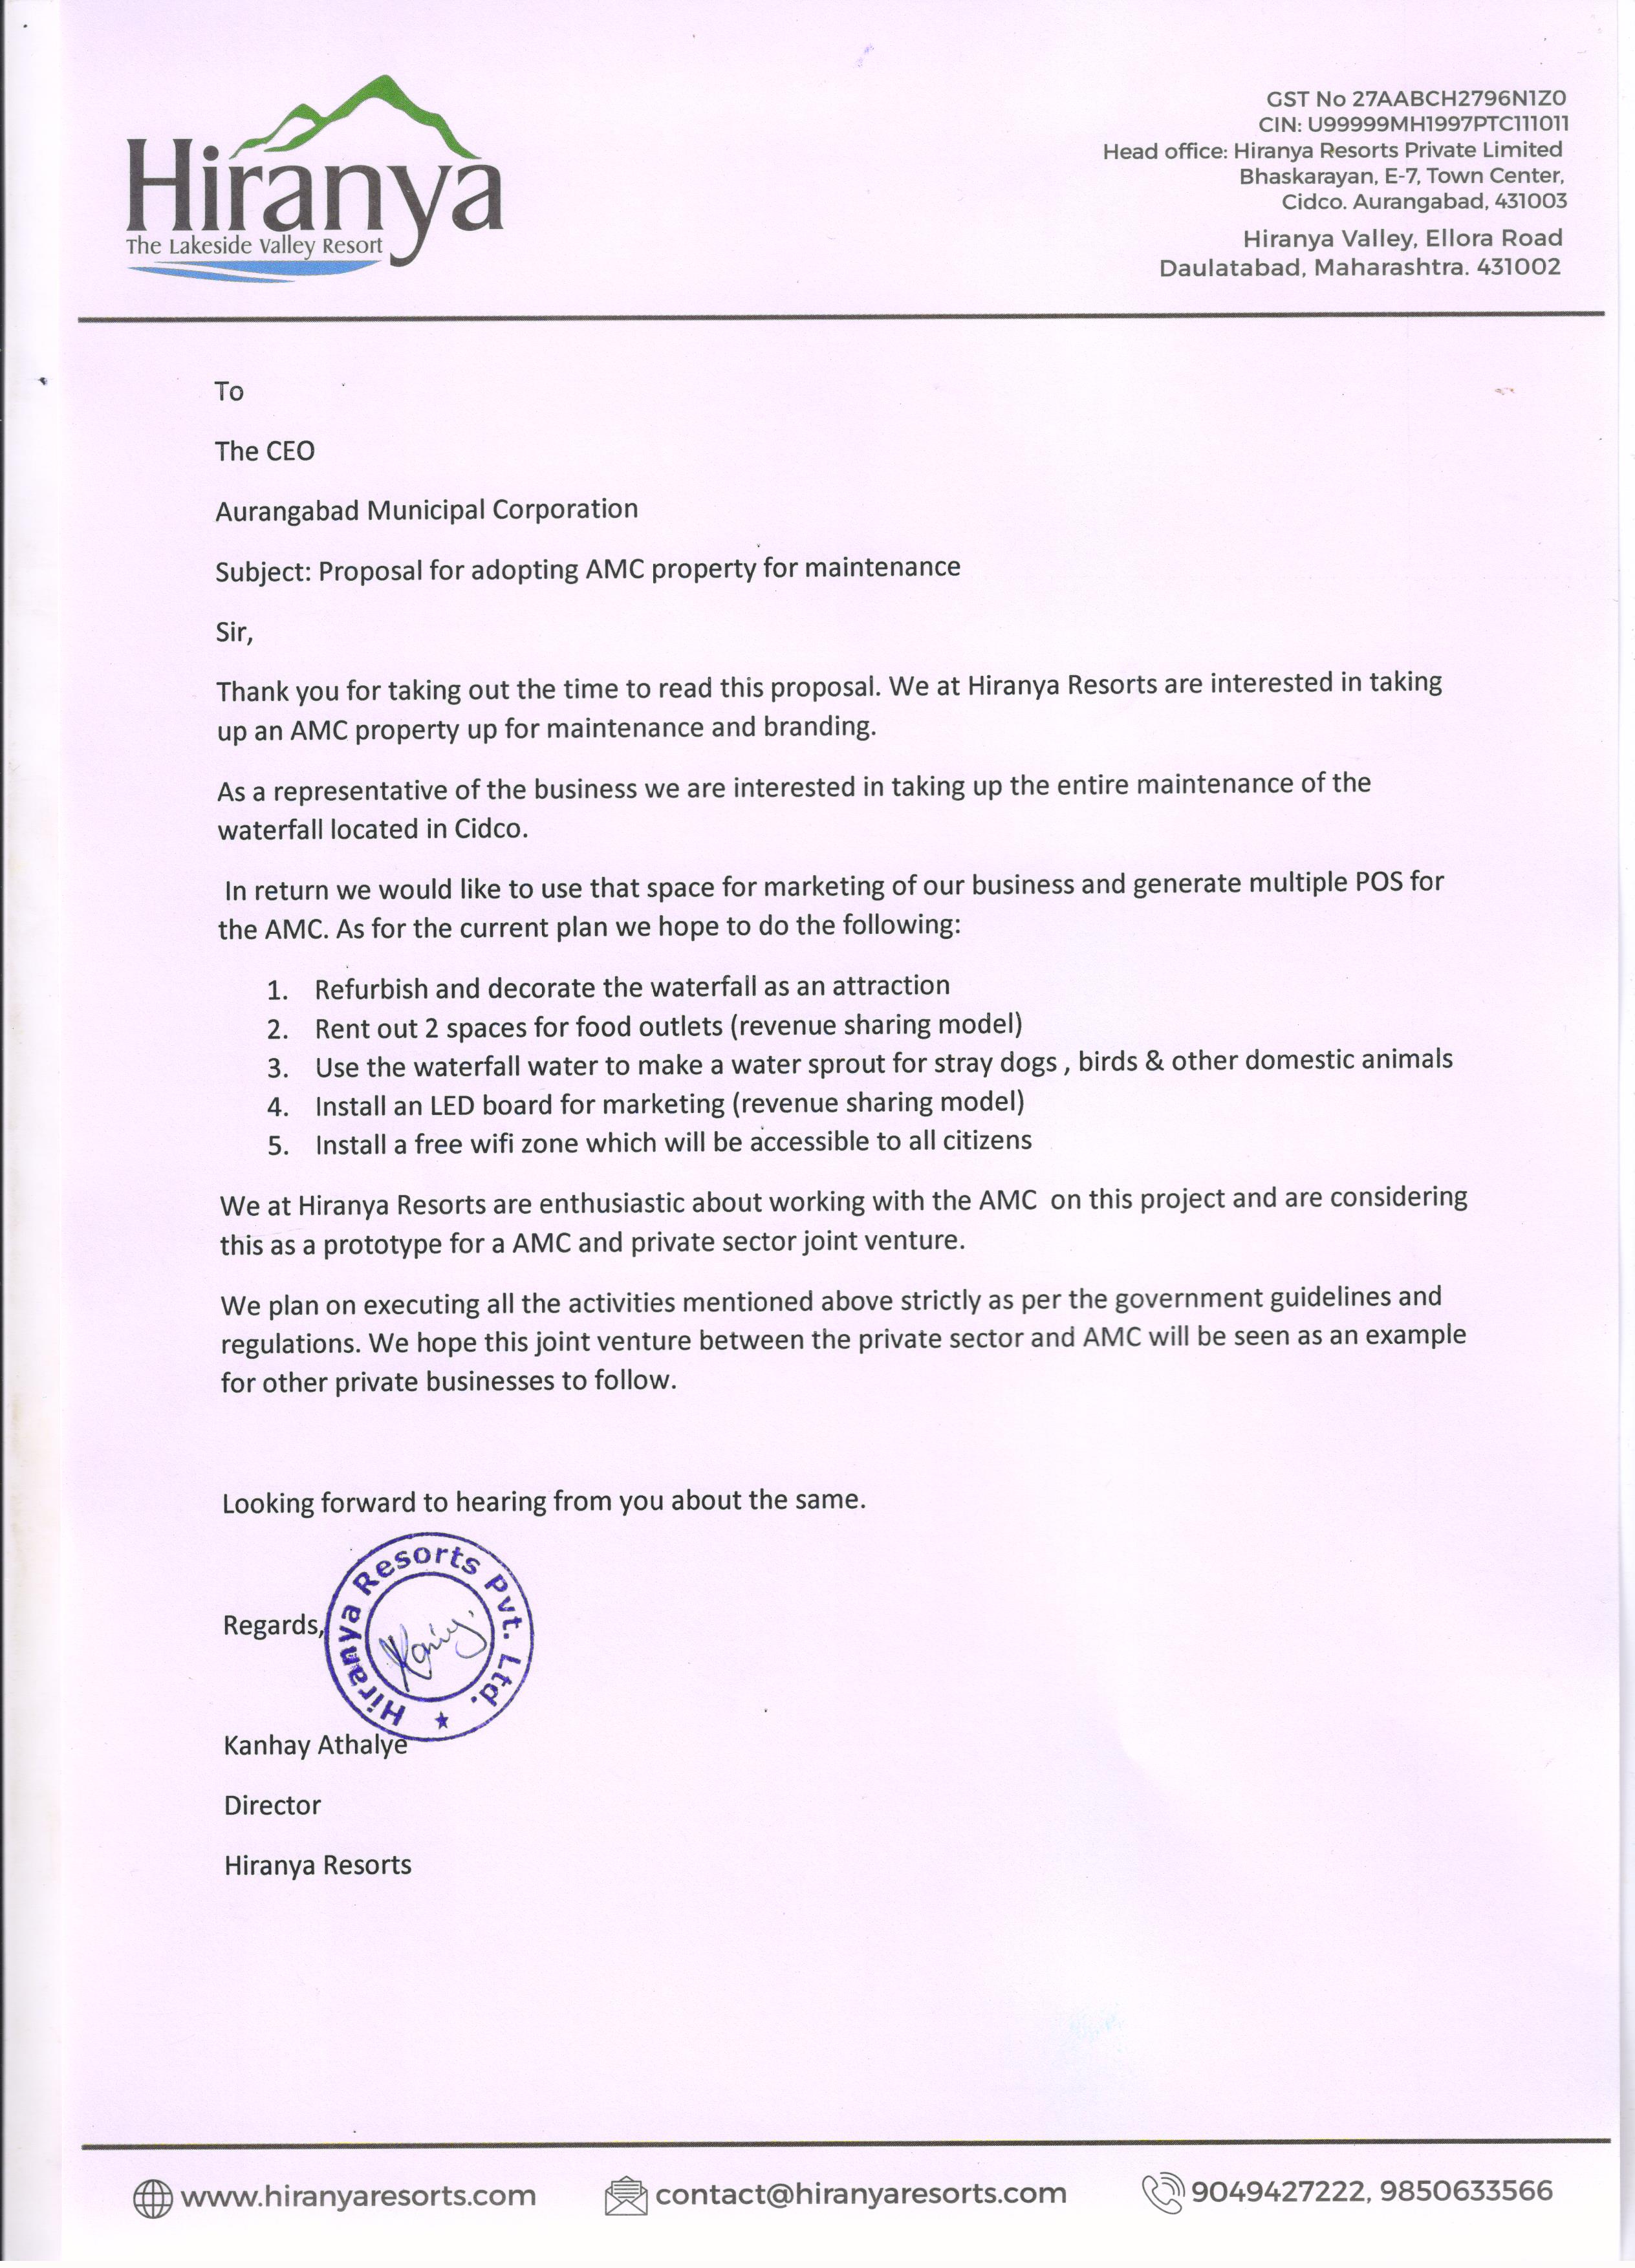 Hiranya
The Lakeside Valley Resort
GST No 27AABCH2796N1Z0
CIN: U99999MH1997PTC111011
Head office: Hiranya Resorts Private Limited
Bhaskarayan, E-7, Town Center,
Cidco. Aurangabad, 431003
Hiranya Valley, Ellora Road
Daulatabad, Maharashtra. 431002
To
The CEO
Aurangabad Municipal Corporation
Subject: Proposal for adopting AMC property for maintenance
Sir,
Thank you for taking out the time to read this proposal. We at Hiranya Resorts are interested in taking
up an AMC property up for maintenance and branding.
As a representative of the business we are interested in taking up the entire maintenance of the
waterfall located in Cidco.
In return we would like to use that space for marketing of our business and generate multiple POS for
the AMC. As for the current plan we hope to do the following:
1. Refurbish and decorate the waterfall as an attraction
2. Rent out 2 spaces for food outlets (revenue sharing model)
3. Use the waterfall water to make a water sprout for stray dogs , birds & other domestic animals
4. Install an LED board for marketing (revenue sharing model)
5. Install a free wifi zone which will be accessible to all citizens
We at Hiranya Resorts are enthusiastic about working with the AMC on this project and are considering
this as a prototype for a AMC and private sector joint venture.
We plan on executing all the activities mentioned above strictly as per the government guidelines and
regulations. We hope this joint venture between the private sector and AMC will be seen as an example
for other private businesses to follow.
Looking forward to hearing from you about the same.
Regards,
Hiranya Resorts Pvt. Ltd.
Kanhay Athalye
Director
Hiranya Resorts
www.hiranyaresorts.com
contact@hiranyaresorts.com
9049427222, 9850633566